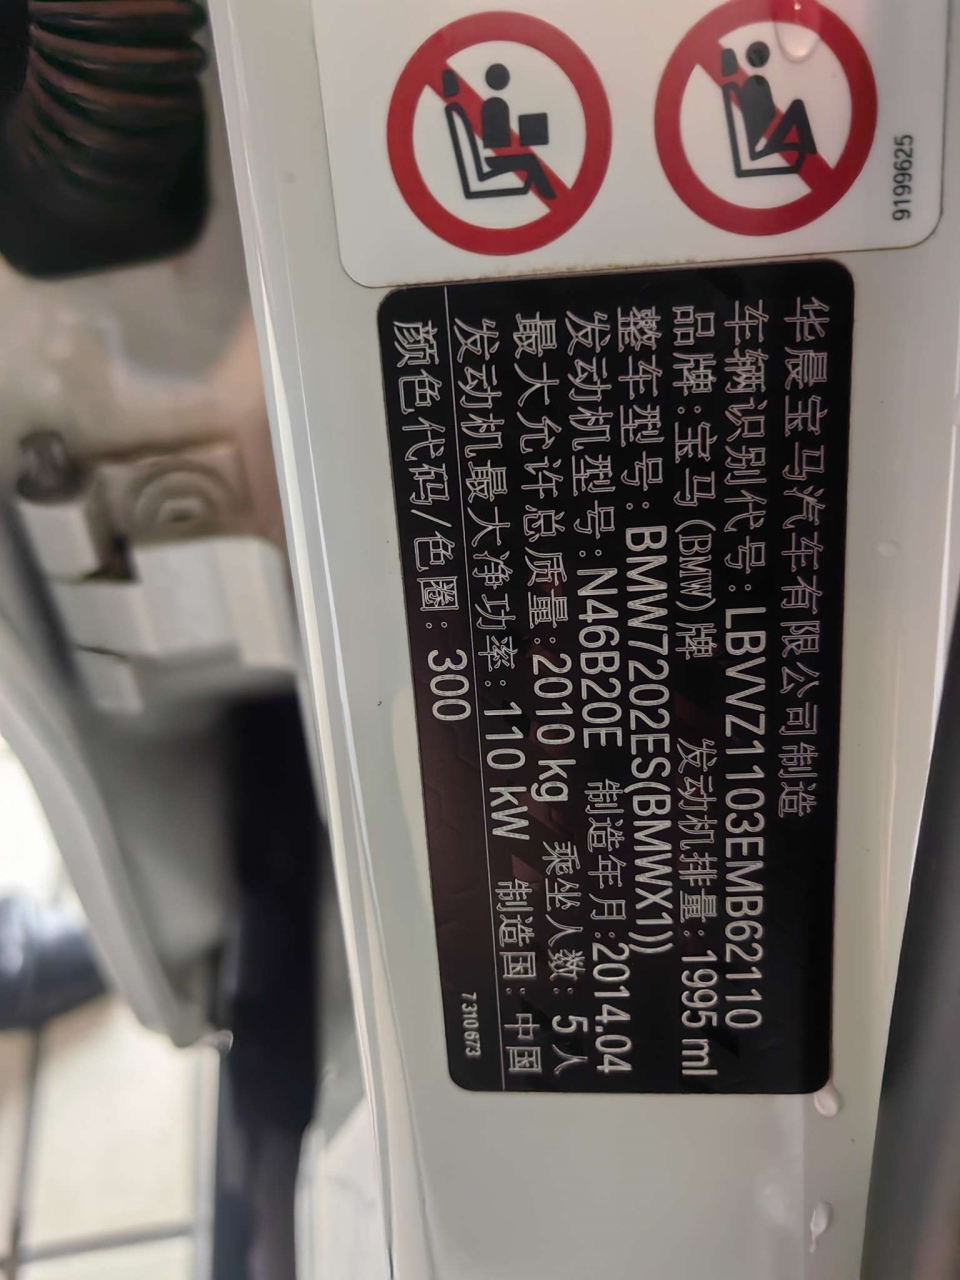 9199625
华晨宝马汽车有限公司制造
车辆识别代号:LBVVZ1103EMB62110
品牌:宝马(BMW)牌 发动机排量:1995 ml
整车型号:BMW7202ES(BMWX1))
发动机型号:N46B20E 制造年月:2014.04
最大允许总质量:2010 kg 乘坐人数:5人
发动机最大净功率:110 kW 制造国:中国
颜色代码/色圈:300
7310673